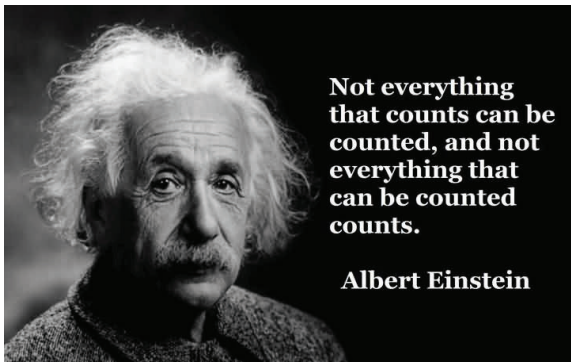 Not everything
that counts can be
counted, and not
everything that
can be counted
counts.
Albert Einstein